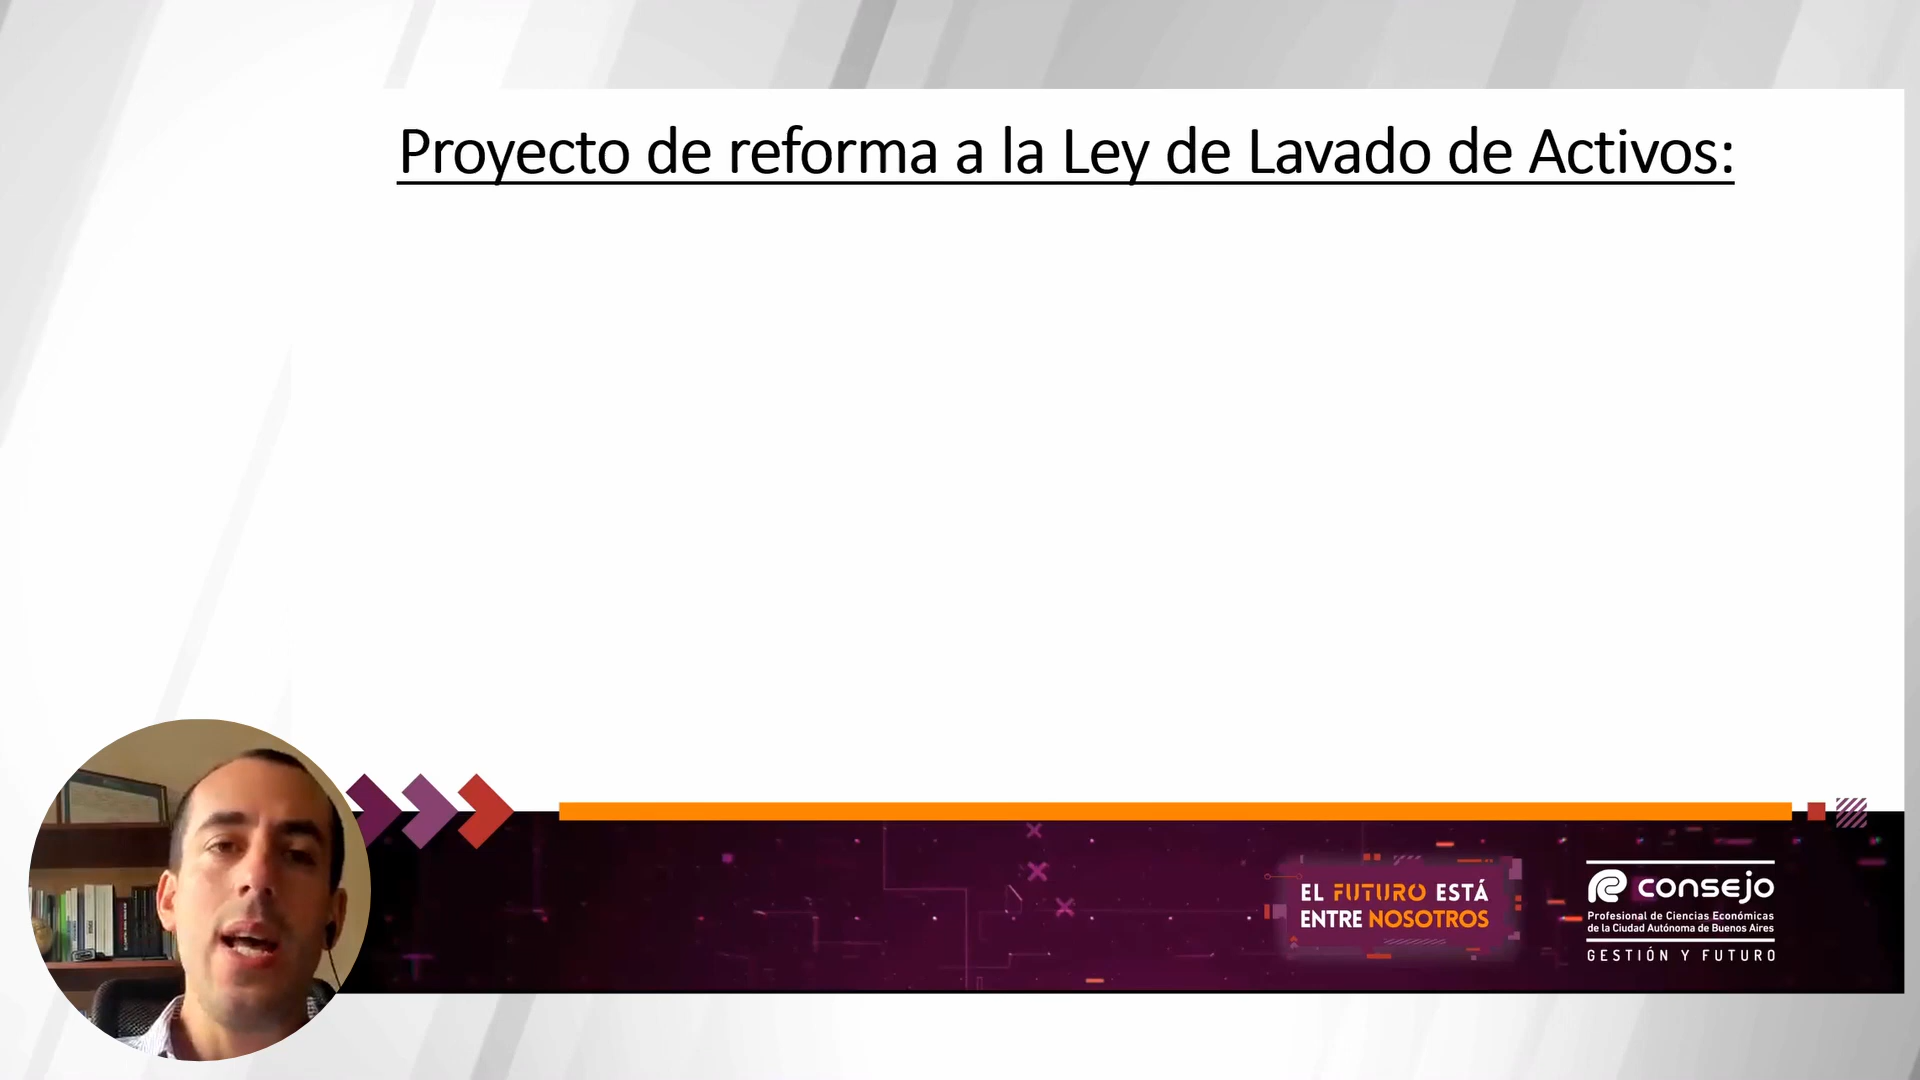 Proyecto de reforma a la Ley de Lavado de Activos:
EL FUTURO ESTÁ
ENTRE NOSOTROS
consejo
Profesional de Ciencias Económicas
de la Ciudad Autónoma de Buenos Aires
GESTIÓN Y FUTURO